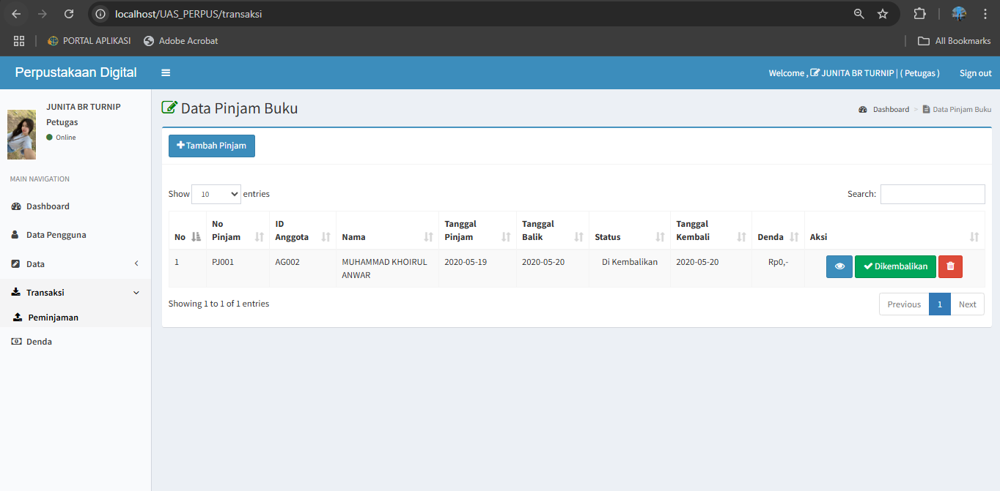 localhost/UAS_PERPUS/transaksi
PORTAL APLIKASI Adobe Acrobat All Bookmarks
Perpustakaan Digital Welcome , JUNITA BR TURNIP | ( Petugas ) Sign out
JUNITA BR TURNIP
Petugas
Online
MAIN NAVIGATION
Dashboard
Data Pengguna
Data
Transaksi
Peminjaman
Denda
Data Pinjam Buku
Dashboard > Data Pinjam Buku
Tambah Pinjam
Show 10 entries Search:
No No Pinjam ID Anggota Nama Tanggal Pinjam Tanggal Balik Status Tanggal Kembali Denda Aksi
1 PJ001 AG002 MUHAMMAD KHOIRUL ANWAR 2020-05-19 2020-05-20 Di Kembalikan 2020-05-20 Rp0,- Dikembalikan
Showing 1 to 1 of 1 entries Previous 1 Next